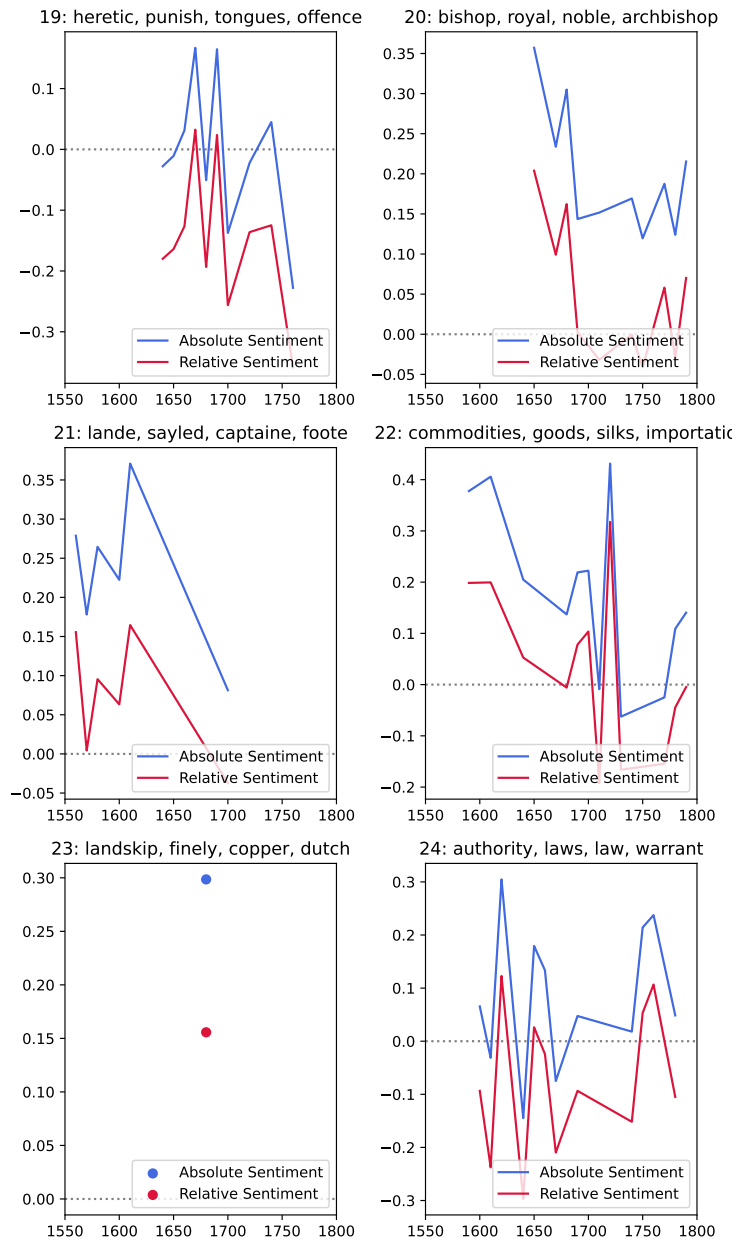 19: heretic, punish, tongues, offence
0.1
0.0
−0.1
−0.2
−0.3
Absolute Sentiment
Relative Sentiment
1550 1600 1650 1700 1750 1800
20: bishop, royal, noble, archbishop
0.35
0.30
0.25
0.20
0.15
0.10
0.05
0.00
−0.05
Absolute Sentiment
Relative Sentiment
1550 1600 1650 1700 1750 1800
21: lande, sayled, captaine, foote
0.35
0.30
0.25
0.20
0.15
0.10
0.05
0.00
−0.05
Absolute Sentiment
Relative Sentiment
1550 1600 1650 1700 1750 1800
22: commodities, goods, silks, importatio
0.4
0.3
0.2
0.1
0.0
−0.1
−0.2
Absolute Sentiment
Relative Sentiment
1550 1600 1650 1700 1750 1800
23: landskip, finely, copper, dutch
0.30
0.25
0.20
0.15
0.10
0.05
0.00
Absolute Sentiment
Relative Sentiment
1550 1600 1650 1700 1750 1800
24: authority, laws, law, warrant
0.3
0.2
0.1
0.0
−0.1
−0.2
−0.3
Absolute Sentiment
Relative Sentiment
1550 1600 1650 1700 1750 1800